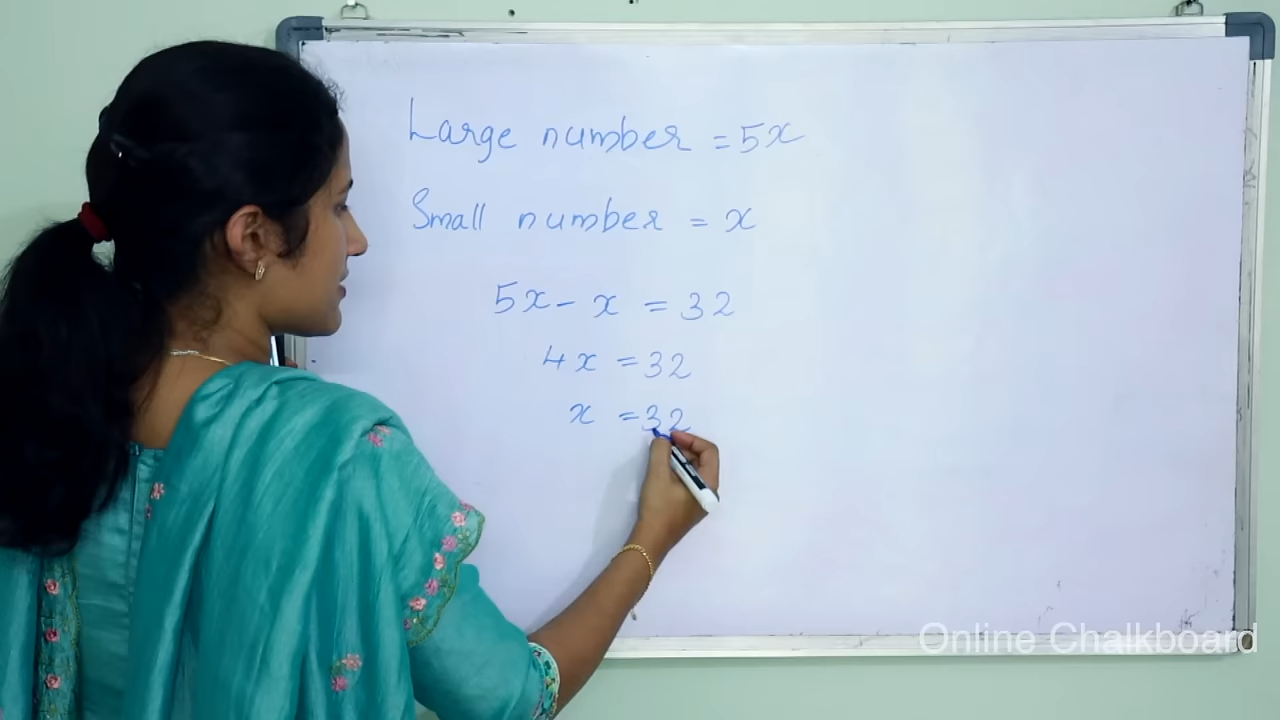 Large number = 5x
Small number = x
5x - x = 32
4x = 32
x = 32
Online Chalkboard